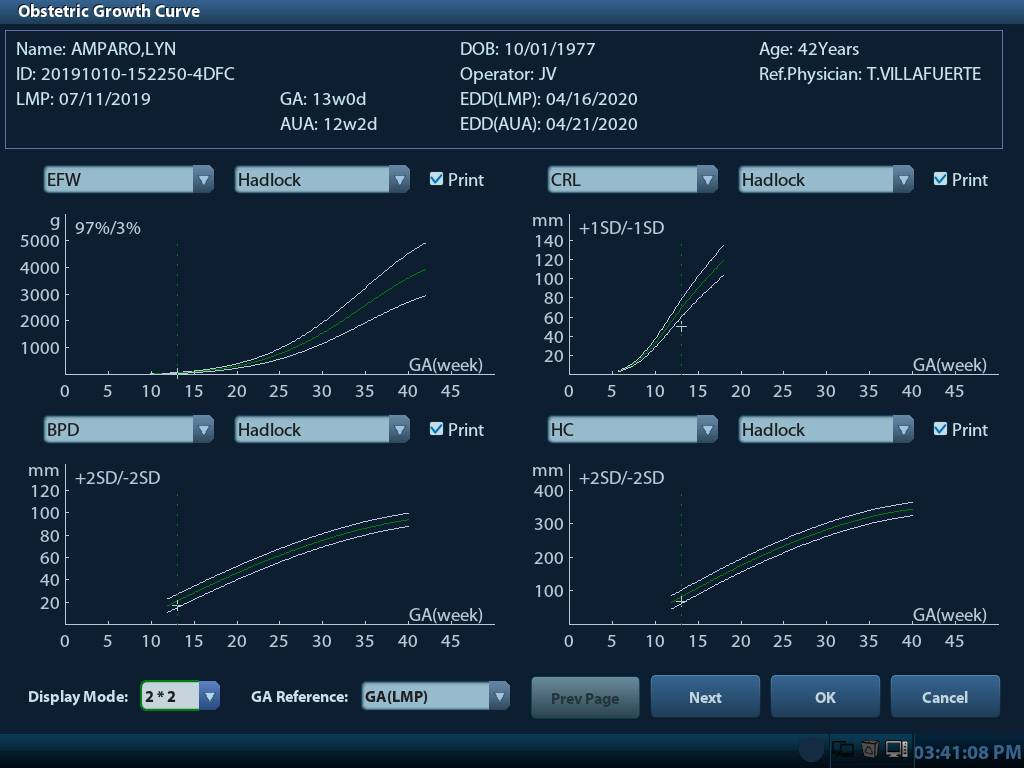 Obstetric Growth Curve
Name: AMPARO,LYN DOB: 10/01/1977 Age: 42Years
ID: 20191010-152250-4DFC Operator: JV Ref.Physician: T.VILLAFUERTE
LMP: 07/11/2019 GA: 13w0d EDD(LMP): 04/16/2020
AUA: 12w2d EDD(AUA): 04/21/2020
EFW Hadlock Print CRL Hadlock Print
g 97%/3%
5000
4000
3000
2000
1000
GA(week)
0 5 10 15 20 25 30 35 40 45
mm +1SD/-1SD
140
120
100
80
60
40
20
GA(week)
0 5 10 15 20 25 30 35 40 45
BPD Hadlock Print HC Hadlock Print
mm +2SD/-2SD
120
100
80
60
40
20
GA(week)
0 5 10 15 20 25 30 35 40 45
mm +2SD/-2SD
400
300
200
100
GA(week)
0 5 10 15 20 25 30 35 40 45
Display Mode: 2 * 2 GA Reference: GA(LMP) Prev Page Next OK Cancel
03:41:08 PM